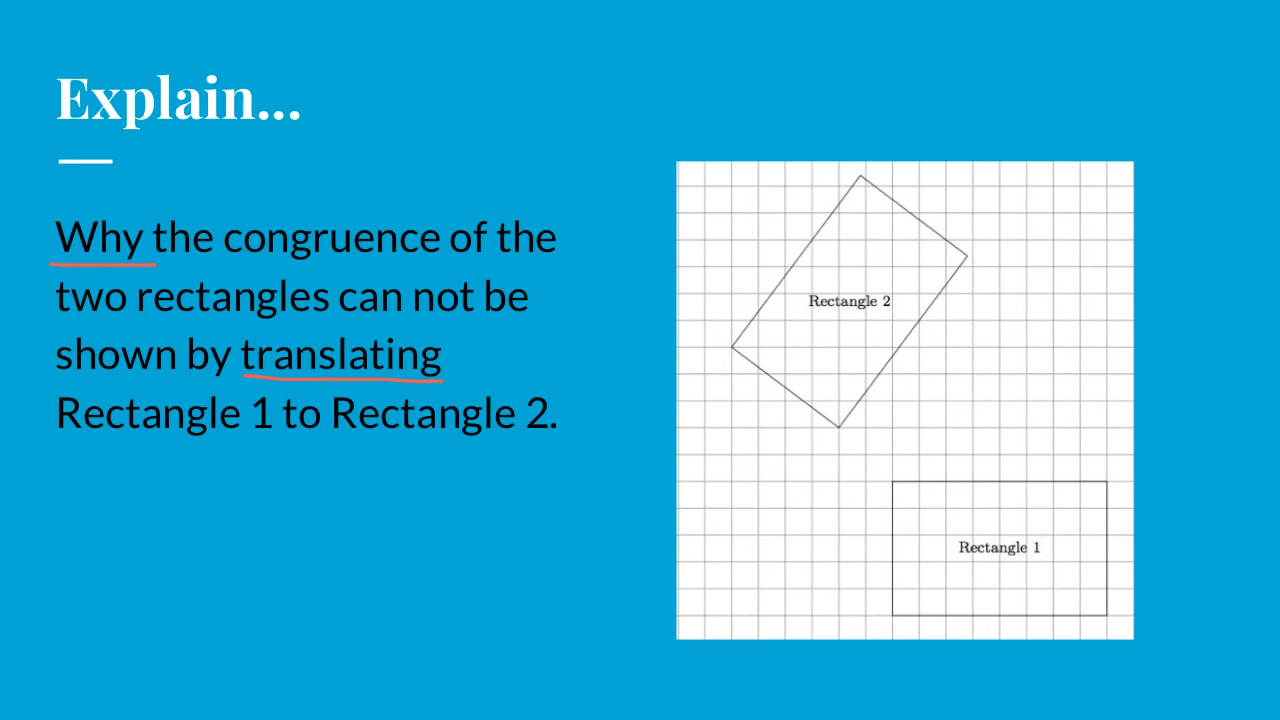 Explain...
Why the congruence of the
two rectangles can not be
shown by translating
Rectangle 1 to Rectangle 2.
Rectangle 2
Rectangle 1